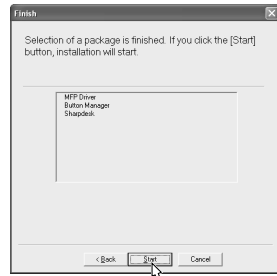 Finish
Selection of a package is finished. If you click the [Start]
button, installation will start.
MFP Driver
Button Manager
Sharpdesk
< Back
Start
Cancel